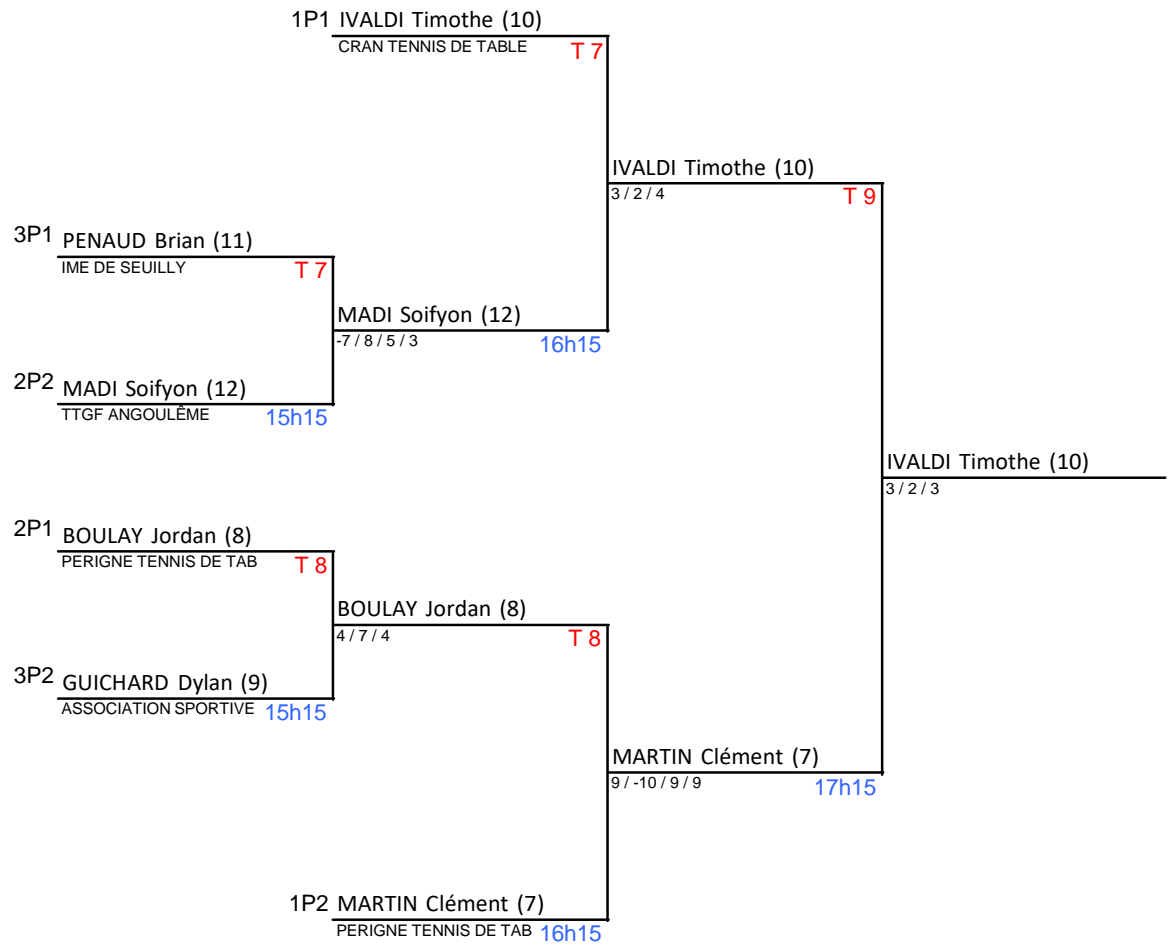 1P1 IVALDI Timothe (10)
CRAN TENNIS DE TABLE
T 7
IVALDI Timothe (10)
3 / 2 / 4
T 9
3P1 PENAUD Brian (11)
IME DE SEUILLY
T 7
MADI Soifyon (12)
-7 / 8 / 5 / 3
16h15
2P2 MADI Soifyon (12)
TTGF ANGOULÊME
15h15
IVALDI Timothe (10)
3 / 2 / 3
2P1 BOULAY Jordan (8)
PERIGNE TENNIS DE TAB
T 8
BOULAY Jordan (8)
4 / 7 / 4
T 8
3P2 GUICHARD Dylan (9)
ASSOCIATION SPORTIVE
15h15
MARTIN Clément (7)
9 / -10 / 9 / 9
17h15
1P2 MARTIN Clément (7)
PERIGNE TENNIS DE TAB
16h15